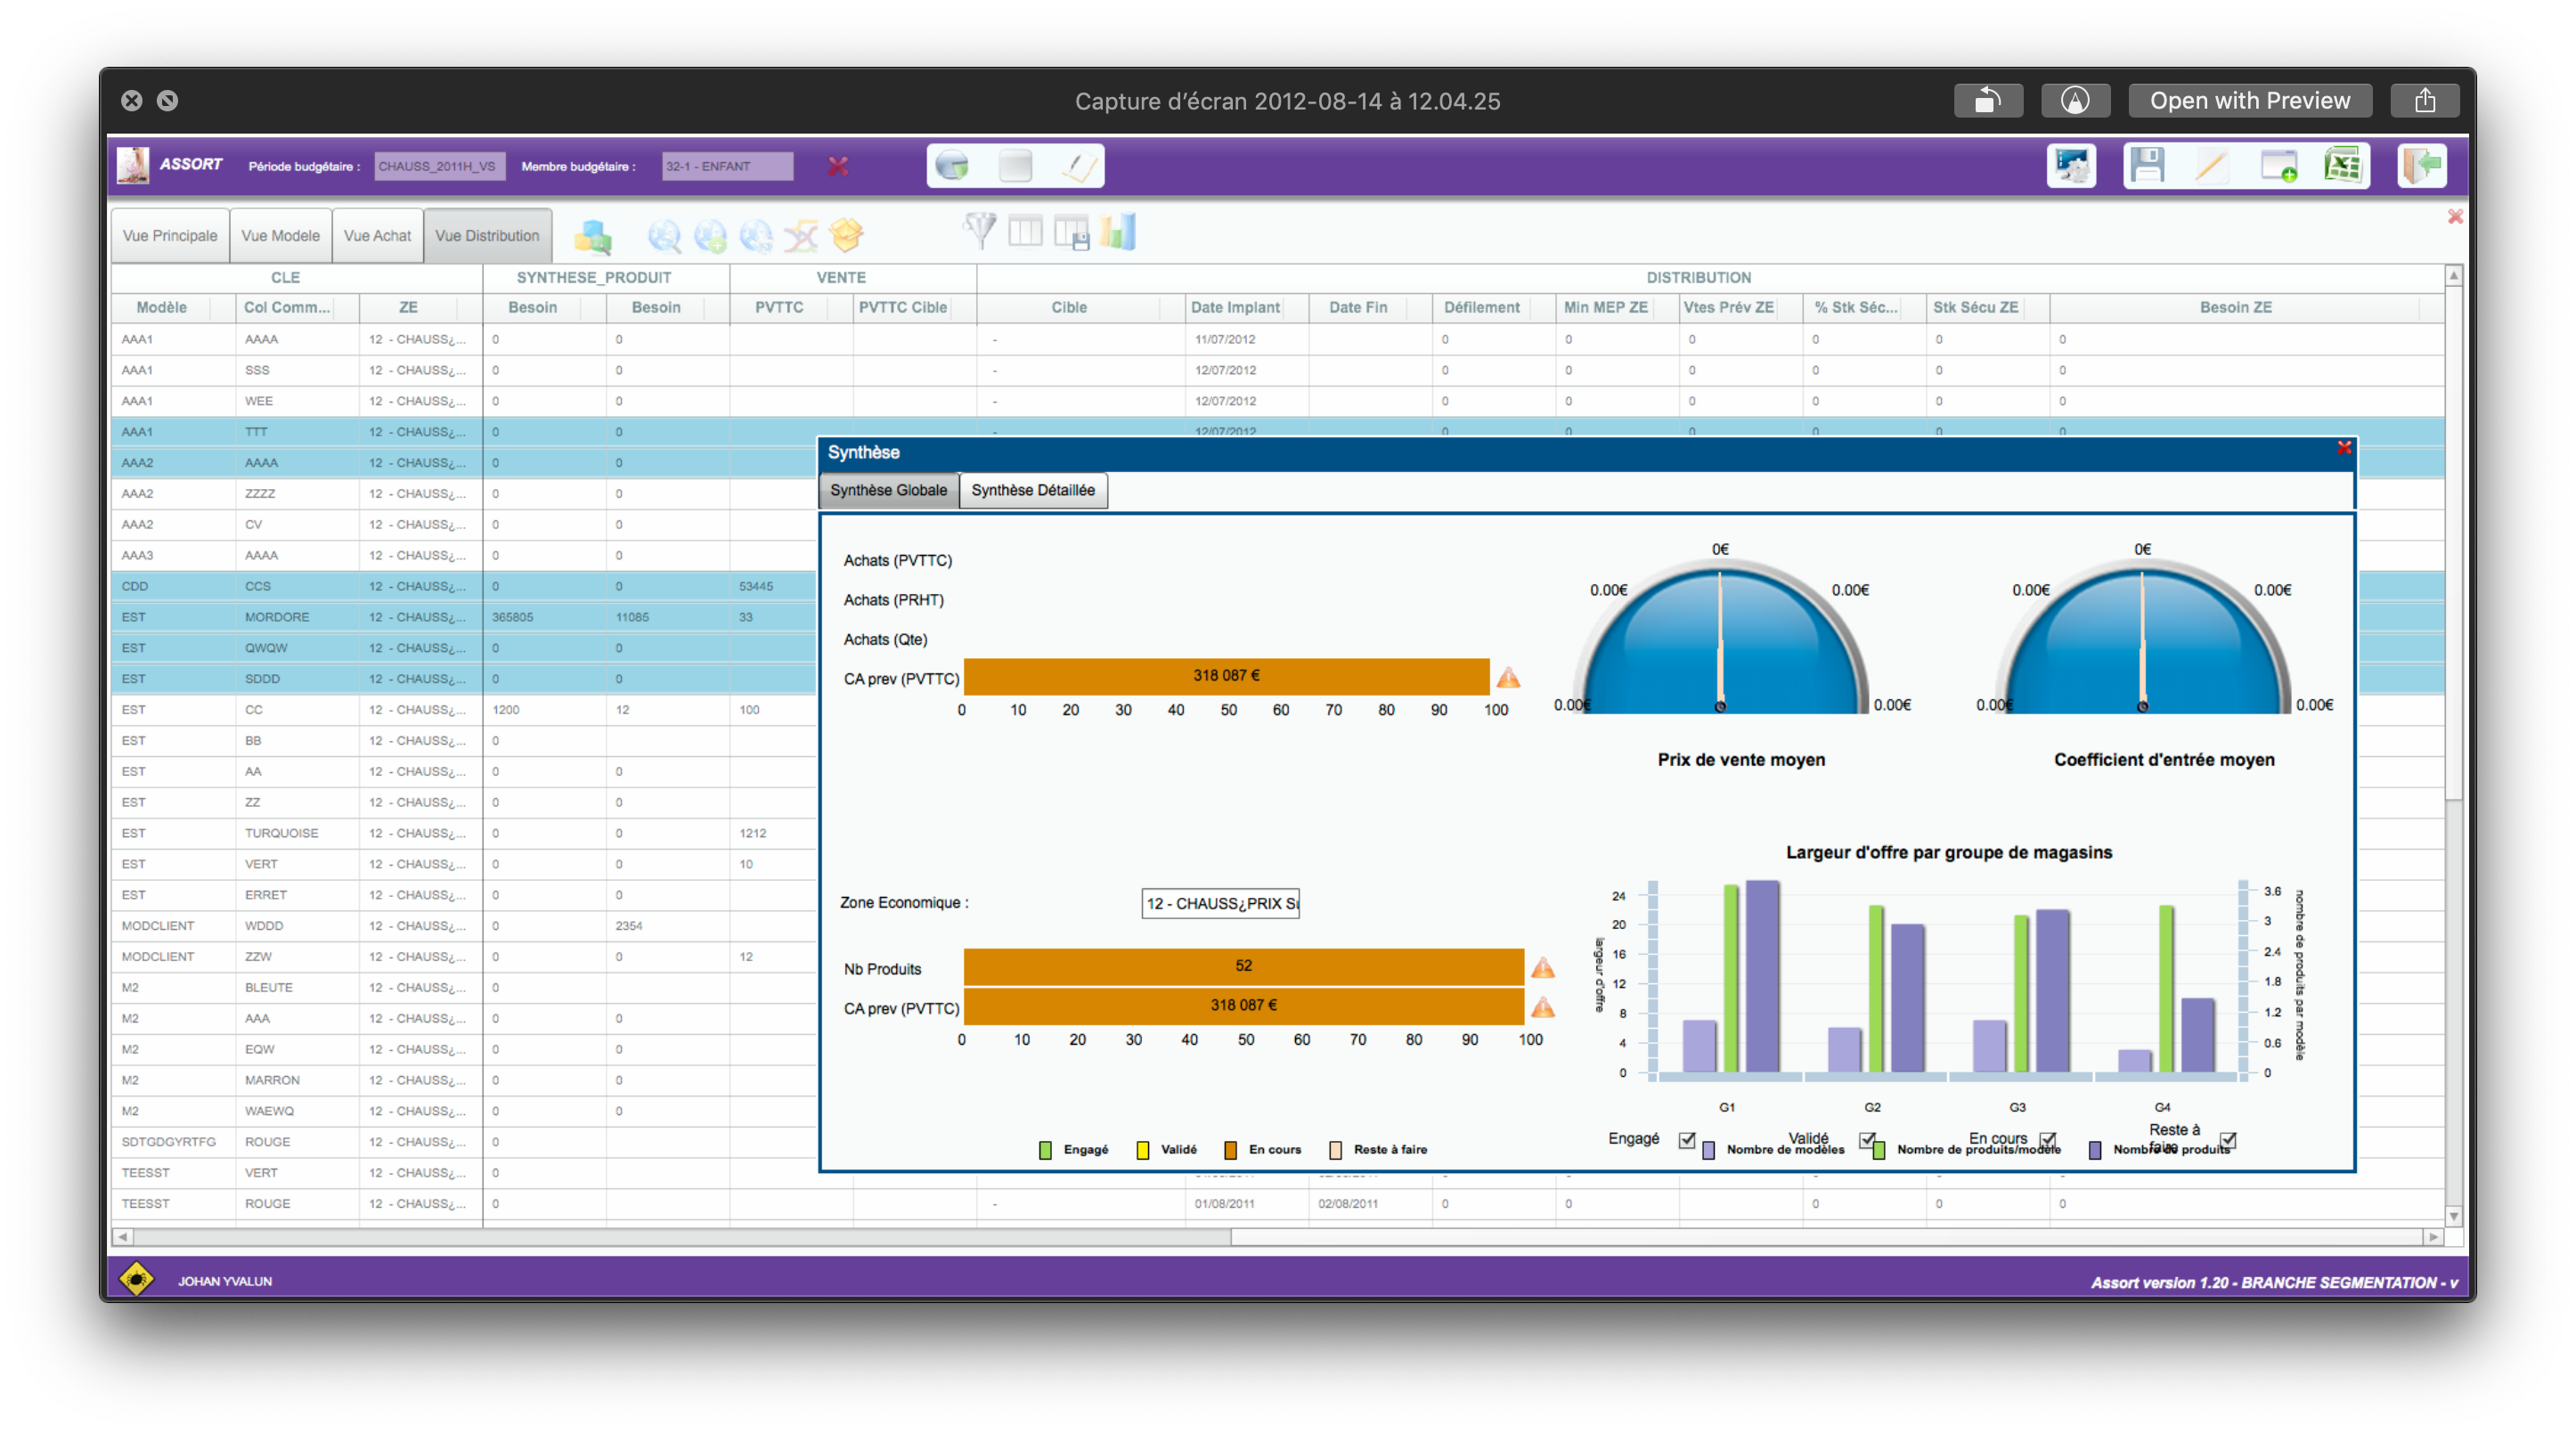 Capture d'écran 2012-08-14 à 12.04.25
Open with Preview
ASSORT Période budgétaire : CHAUSS_2011H_VS Membre budgétaire : 32-1 - ENFANT
Vue Principale Vue Modele Vue Achat Vue Distribution
CLE SYNTHESE_PRODUIT VENTE DISTRIBUTION
Modèle Col Comm... ZE Besoin Besoin PVTTC PVTTC Cible Cible Date Implant Date Fin Défilement Min MEP ZE Vtes Prév ZE % Stk Séc... Stk Sécu ZE Besoin ZE
AAA1 AAAA 12 - CHAUSS¿... 0 0 - 11/07/2012 0 0 0 0 0 0
AAA1 SSS 12 - CHAUSS¿... 0 0 - 12/07/2012 0 0 0 0 0 0
AAA1 WEE 12 - CHAUSS¿... 0 0 - 12/07/2012 0 0 0 0 0 0
AAA1 TTT 12 - CHAUSS¿... 0 0 - 12/07/2012 0 0 0 0 0 0
AAA2 AAAA 12 - CHAUSS¿... 0 0
AAA2 ZZZZ 12 - CHAUSS¿... 0 0
AAA2 CV 12 - CHAUSS¿... 0 0
AAA3 AAAA 12 - CHAUSS¿... 0 0
CDD CCS 12 - CHAUSS¿... 0 0 53445
EST MORDORE 12 - CHAUSS¿... 365805 11085 33
EST QWQW 12 - CHAUSS¿... 0 0
EST SDDD 12 - CHAUSS¿... 0 0
EST CC 12 - CHAUSS¿... 1200 12 100
EST BB 12 - CHAUSS¿... 0
EST AA 12 - CHAUSS¿... 0 0
EST ZZ 12 - CHAUSS¿... 0 0
EST TURQUOISE 12 - CHAUSS¿... 0 0 1212
EST VERT 12 - CHAUSS¿... 0 0 10
EST ERRET 12 - CHAUSS¿... 0 0
MODCLIENT WDDD 12 - CHAUSS¿... 0 2354
MODCLIENT ZZW 12 - CHAUSS¿... 0 0 12
M2 BLEUTE 12 - CHAUSS¿... 0
M2 AAA 12 - CHAUSS¿... 0 0
M2 EQW 12 - CHAUSS¿... 0 0
M2 MARRON 12 - CHAUSS¿... 0 0
M2 WAEWQ 12 - CHAUSS¿... 0 0
SDTGDGYRTFG ROUGE 12 - CHAUSS¿... 0
TEESST VERT 12 - CHAUSS¿... 0
TEESST ROUGE 12 - CHAUSS¿... 0 - 01/08/2011 02/08/2011 0 0 0 0 0
Synthèse
Synthèse Globale Synthèse Détaillée
Achats (PVTTC)
Achats (PRHT)
Achats (Qte)
CA prev (PVTTC) 318 087 €
0 10 20 30 40 50 60 70 80 90 100
0€
0.00€ 0.00€
0.00€ 0.00€
Prix de vente moyen
0€
0.00€ 0.00€
0.00€ 0.00€
Coefficient d'entrée moyen
Zone Economique : 12 - CHAUSS¿PRIX
Nb Produits 52
CA prev (PVTTC) 318 087 €
0 10 20 30 40 50 60 70 80 90 100
Engagé Validé En cours Reste à faire
Largeur d'offre par groupe de magasins
largeur d'offre
24
20
16
12
8
4
0
3.6
3
2.4
1.8
1.2
0.6
0
nombre de produits par modèle
G1 G2 G3 G4
Engagé Validé En cours Reste à faire
Nombre de modèles Nombre de produits/modèle Nombre de produits
JOHAN YVALUN
Assort version 1.20 - BRANCHE SEGMENTATION - v